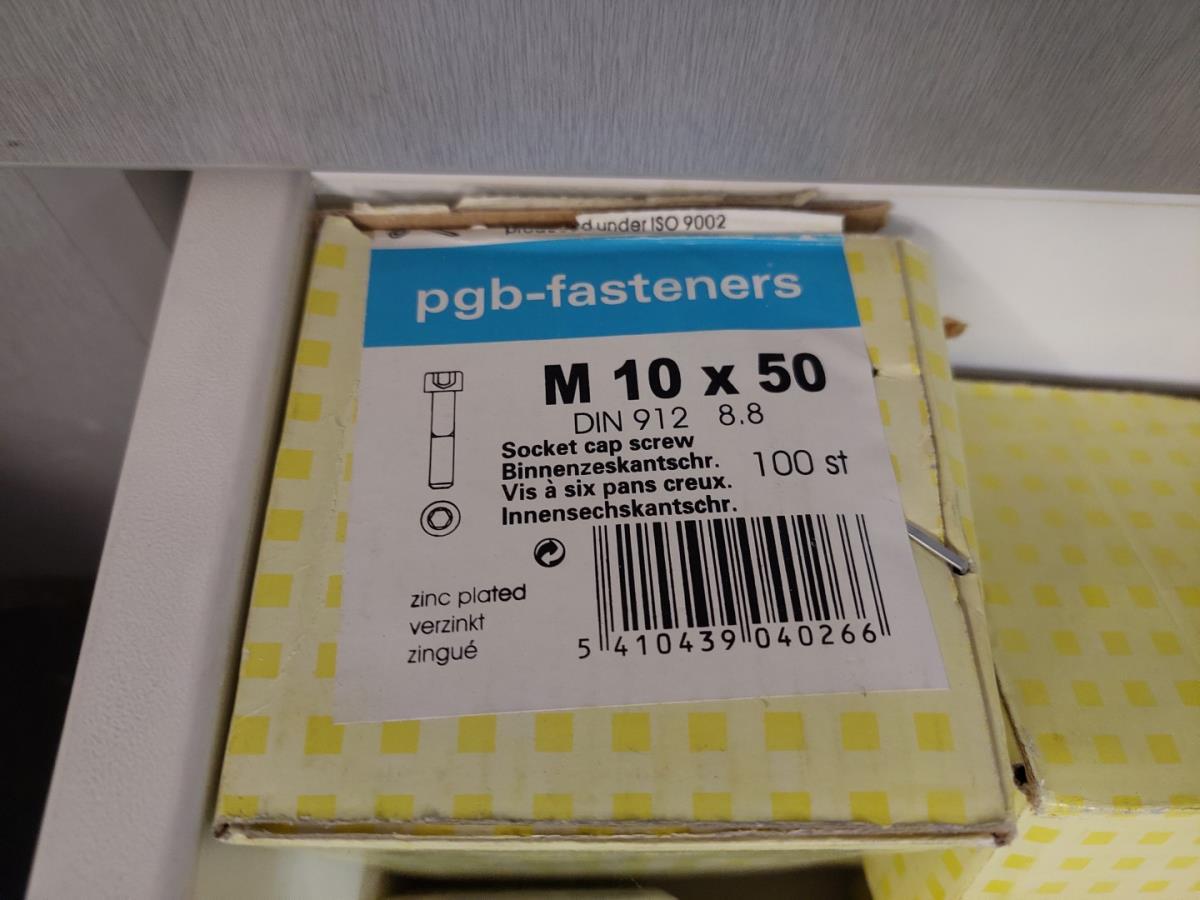 produced under ISO 9002
pgb-fasteners
M 10 x 50
DIN 912 8.8
Socket cap screw
Binnenzeskantschr.
Vis à six pans creux.
Innensechskantschr.
100 st
zinc plated
verzinkt
zingué
5 410439 040266